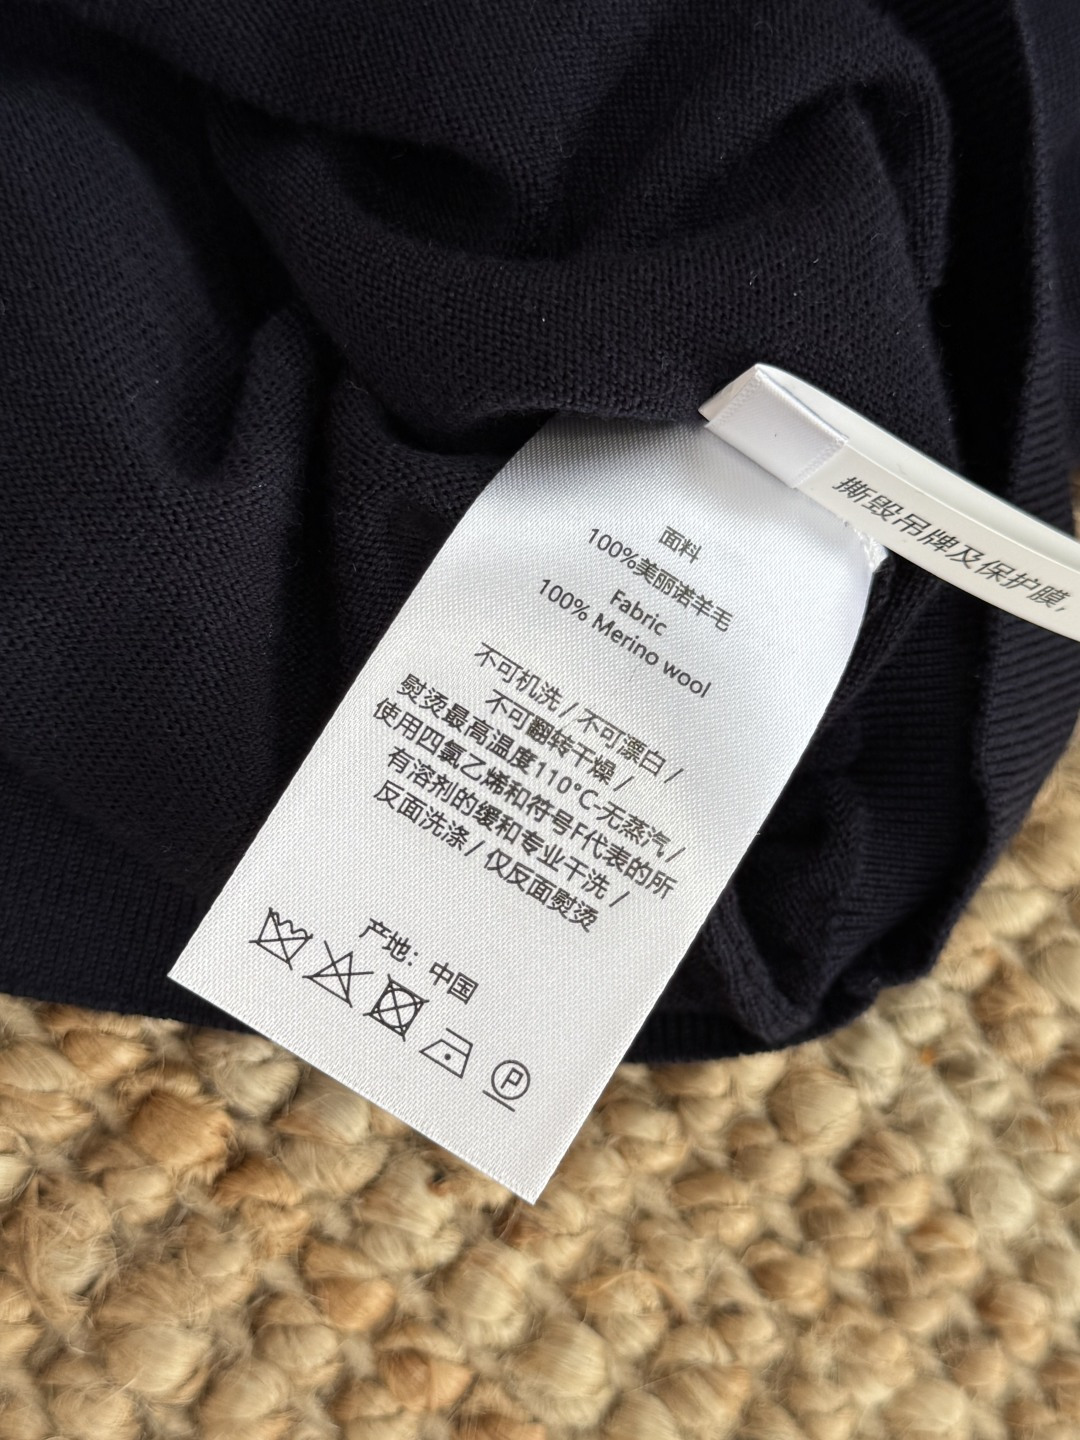 撕毁吊牌及保护膜,
面料
100%美丽诺羊毛
Fabric
100% Merino wool
不可机洗 / 不可漂白 /
不可翻转干燥 /
熨烫最高温度110°C-无蒸汽 /
使用四氯乙烯和符号F代表的所
有溶剂的缓和专业干洗 /
反面洗涤 / 仅反面熨烫
产地：中国
P